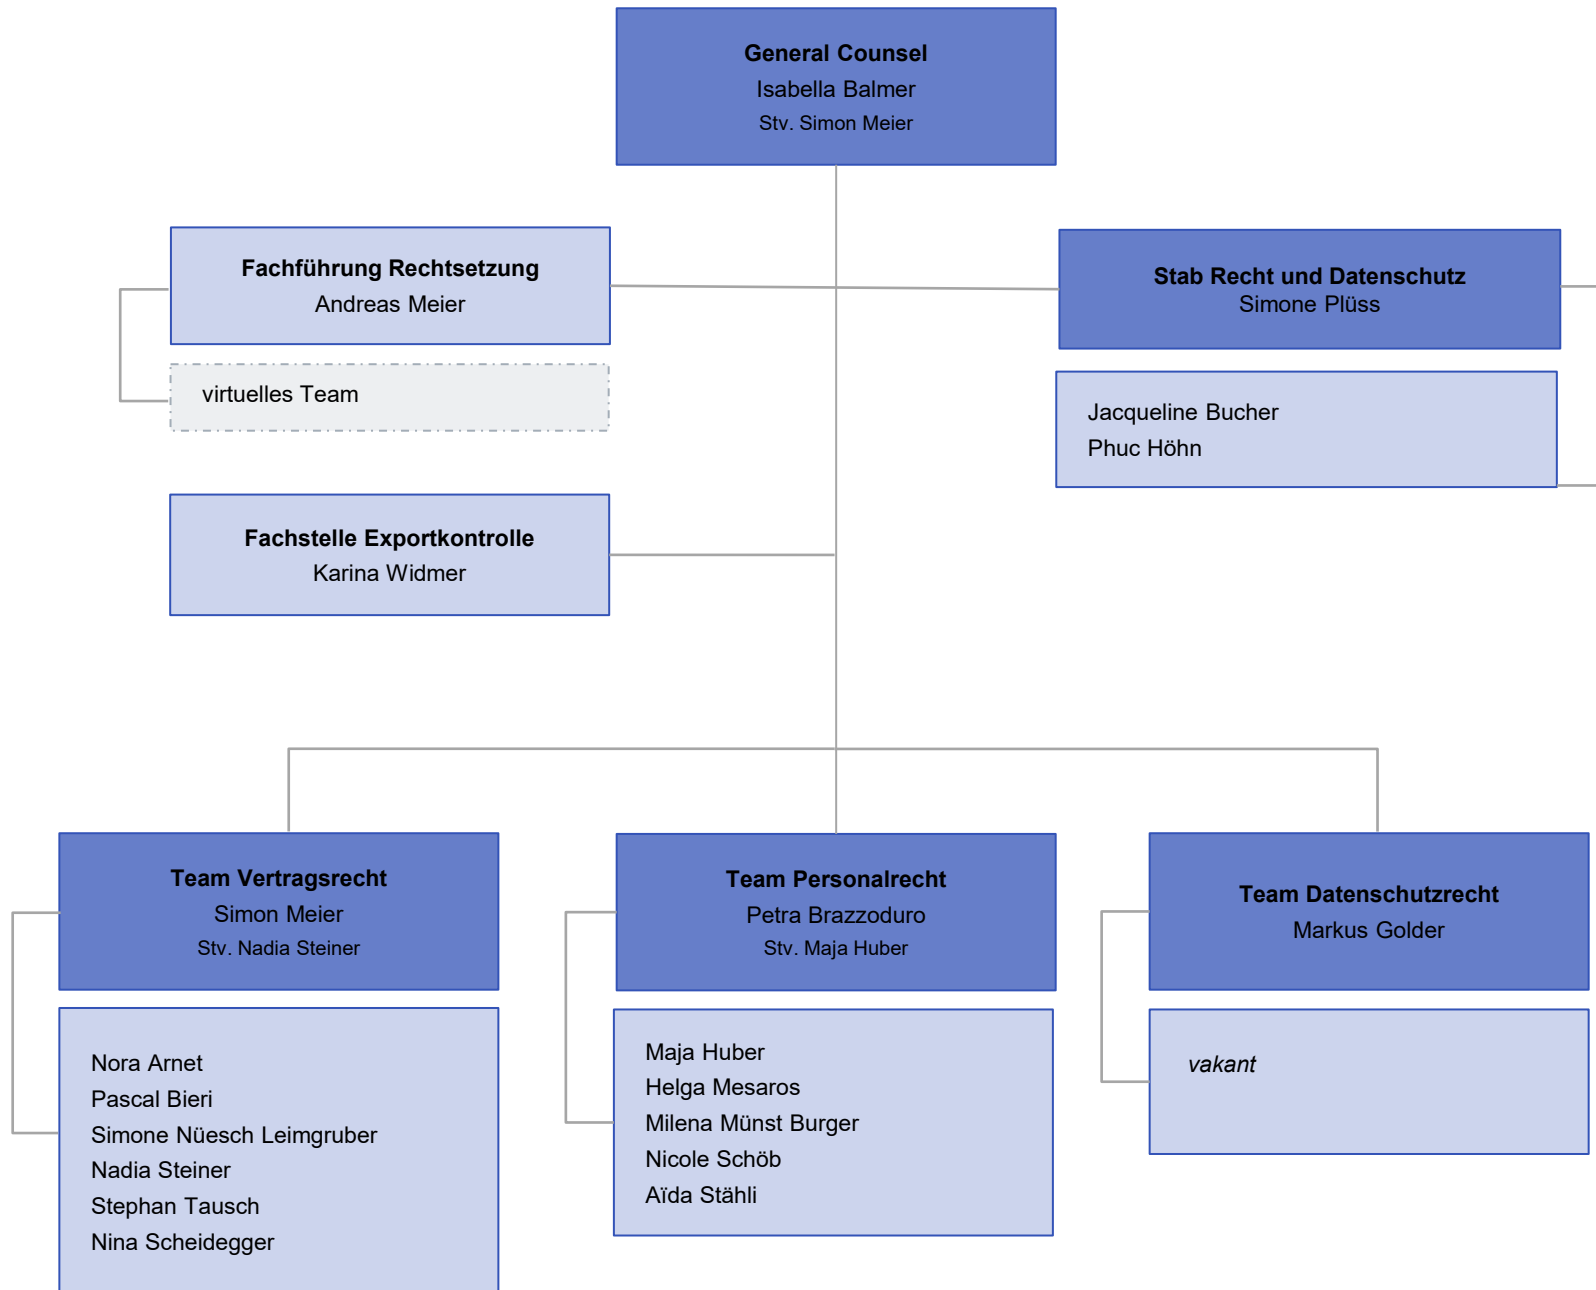 General Counsel
Isabella Balmer
Stv. Simon Meier
Fachführung Rechtsetzung
Andreas Meier
virtuelles Team
Stab Recht und Datenschutz
Simone Plüss
Jacqueline Bucher
Phuc Höhn
Fachstelle Exportkontrolle
Karina Widmer
Team Vertragsrecht
Simon Meier
Stv. Nadia Steiner
Nora Arnet
Pascal Bieri
Simone Nüesch Leimgruber
Nadia Steiner
Stephan Tausch
Nina Scheidegger
Team Personalrecht
Petra Brazzoduro
Stv. Maja Huber
Maja Huber
Helga Mesaros
Milena Münst Burger
Nicole Schöb
Aïda Stähli
Team Datenschutzrecht
Markus Golder
vakant